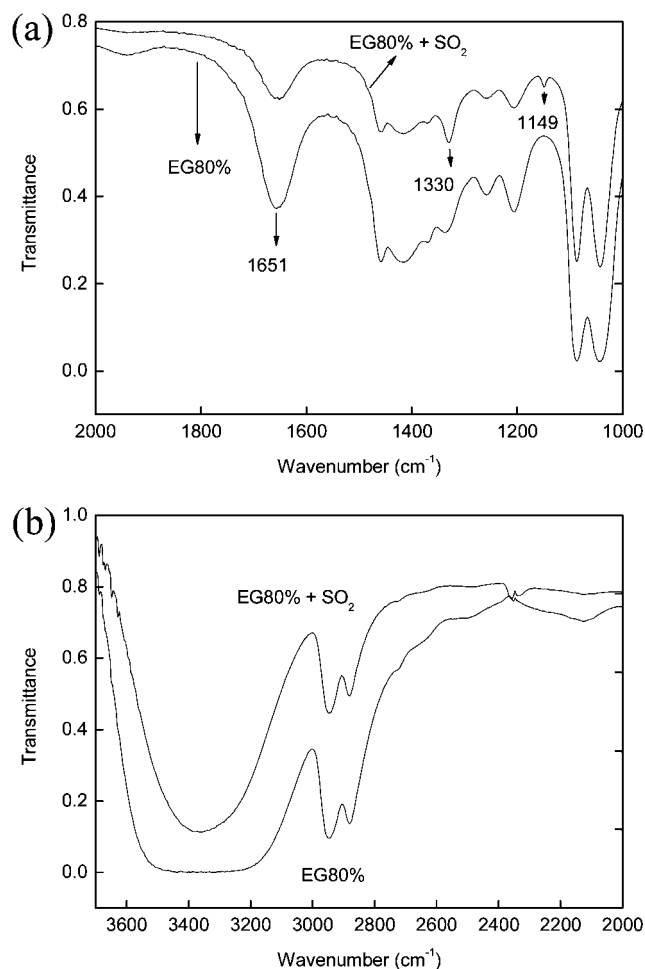 (a)
0.8
0.6
0.4
0.2
0.0
Transmittance
EG80% + SO₂
EG80%
1651
1330
1149
2000 1800 1600 1400 1200 1000
Wavenumber (cm⁻¹)
(b)
1.0
0.8
0.6
0.4
0.2
0.0
Transmittance
EG80% + SO₂
EG80%
3600 3400 3200 3000 2800 2600 2400 2200 2000
Wavenumber (cm⁻¹)